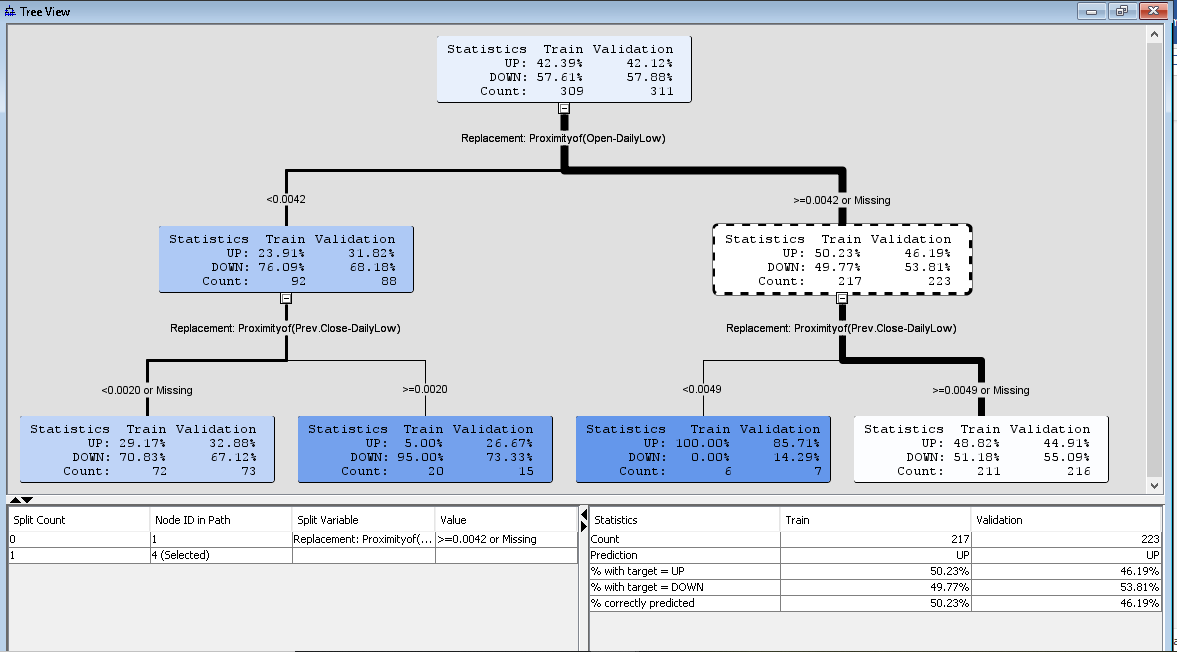 Tree View
Statistics Train Validation
UP: 42.39% 42.12%
DOWN: 57.61% 57.88%
Count: 309 311
Replacement: Proximityof(Open-DailyLow)
<0.0042
>=0.0042 or Missing
Statistics Train Validation
UP: 23.91% 31.82%
DOWN: 76.09% 68.18%
Count: 92 88
Statistics Train Validation
UP: 50.23% 46.19%
DOWN: 49.77% 53.81%
Count: 217 223
Replacement: Proximityof(Prev.Close-DailyLow)
Replacement: Proximityof(Prev.Close-DailyLow)
<0.0020 or Missing
>=0.0020
<0.0049
>=0.0049 or Missing
Statistics Train Validation
UP: 29.17% 32.88%
DOWN: 70.83% 67.12%
Count: 72 73
Statistics Train Validation
UP: 5.00% 26.67%
DOWN: 95.00% 73.33%
Count: 20 15
Statistics Train Validation
UP: 100.00% 85.71%
DOWN: 0.00% 14.29%
Count: 6 7
Statistics Train Validation
UP: 48.82% 44.91%
DOWN: 51.18% 55.09%
Count: 211 216
Split Count Node ID in Path Split Variable Value
0 1 Replacement: Proximityof(... >=0.0042 or Missing
1 4 (Selected)
Statistics Train Validation
Count 217 223
Prediction UP UP
% with target = UP 50.23% 46.19%
% with target = DOWN 49.77% 53.81%
% correctly predicted 50.23% 46.19%